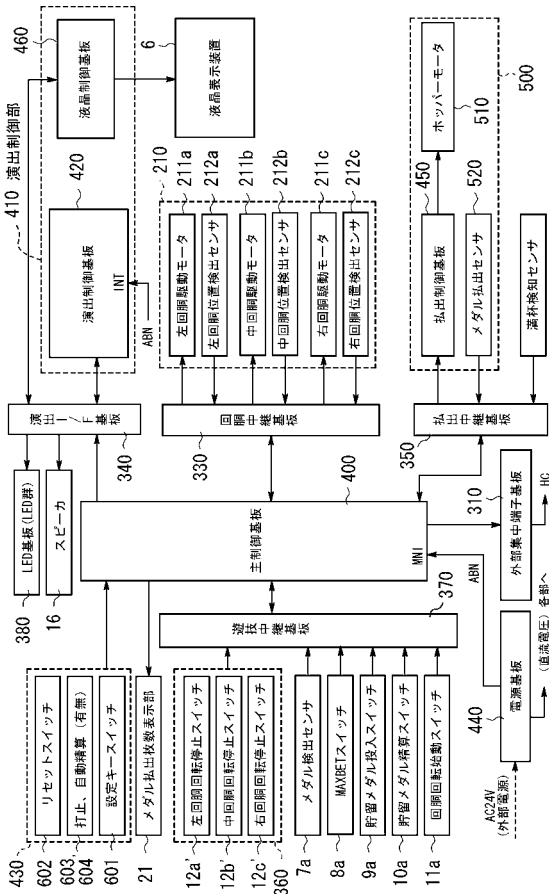 410 演出制御部
460
液晶制御基板
6
液晶表示装置
420
演出制御基板
INT
ABN
演出I/F基板
340
LED基板(LED群)
380
スピーカ
16
210
左回胴駆動モータ
211a
左回胴位置検出センサ
212a
中回胴駆動モータ
211b
中回胴位置検出センサ
212b
右回胴駆動モータ
211c
右回胴位置検出センサ
212c
回胴中継基板
330
ホッパーモータ
510
500
払出制御基板
450
メダル払出センサ
520
満杯検知センサ
払出中継基板
350
主制御基板
400
MNI
外部集中端子基板
310
HC
ABN
遊技中継基板
370
電源基板
440
(直流電圧)各部へ
AC24V
(外部電源)
430
リセットスイッチ
602
打止、自動精算(有無)
603,
604
設定キースイッチ
601
メダル払出枚数表示部
21
左回胴回転停止スイッチ
12a'
中回胴回転停止スイッチ
12b'
右回胴回転停止スイッチ
12c'
360
メダル検出センサ
7a
MAXBETスイッチ
8a
貯留メダル投入スイッチ
9a
貯留メダル精算スイッチ
10a
回胴回転始動スイッチ
11a